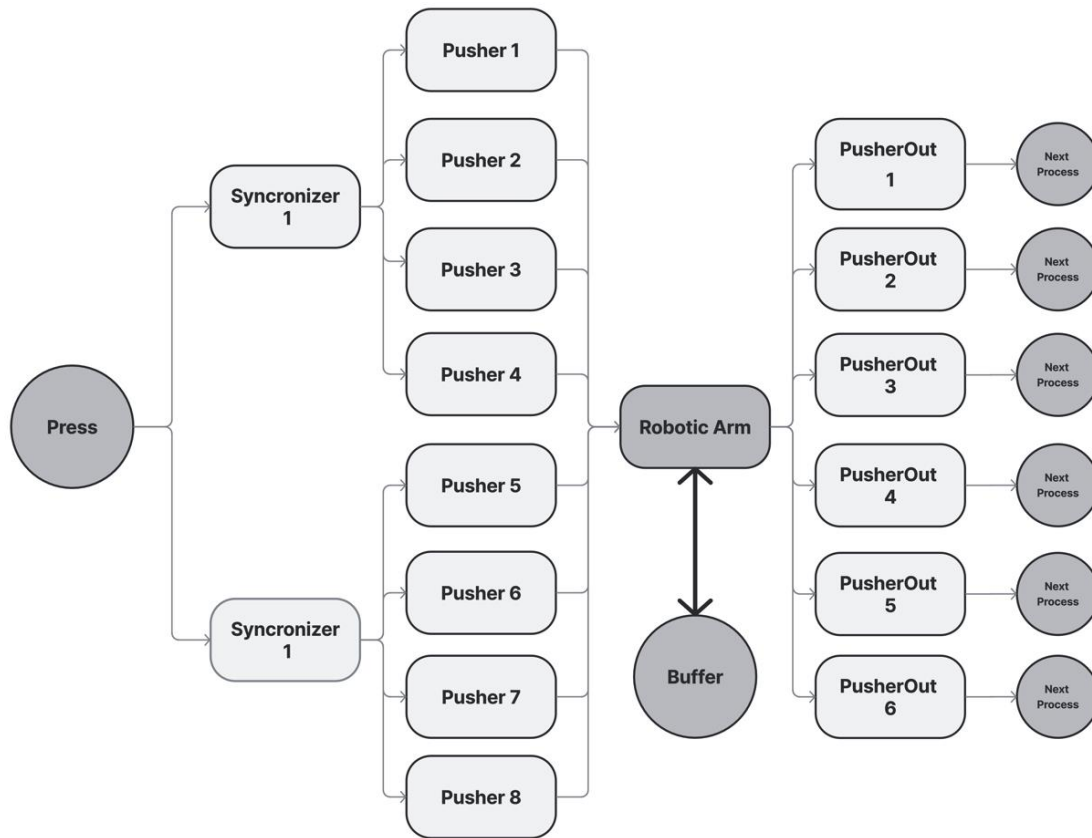 Press
Syncronizer
1
Syncronizer
1
Pusher 1
Pusher 2
Pusher 3
Pusher 4
Pusher 5
Pusher 6
Pusher 7
Pusher 8
Robotic Arm
Buffer
PusherOut
1
PusherOut
2
PusherOut
3
PusherOut
4
PusherOut
5
PusherOut
6
Next
Process
Next
Process
Next
Process
Next
Process
Next
Process
Next
Process